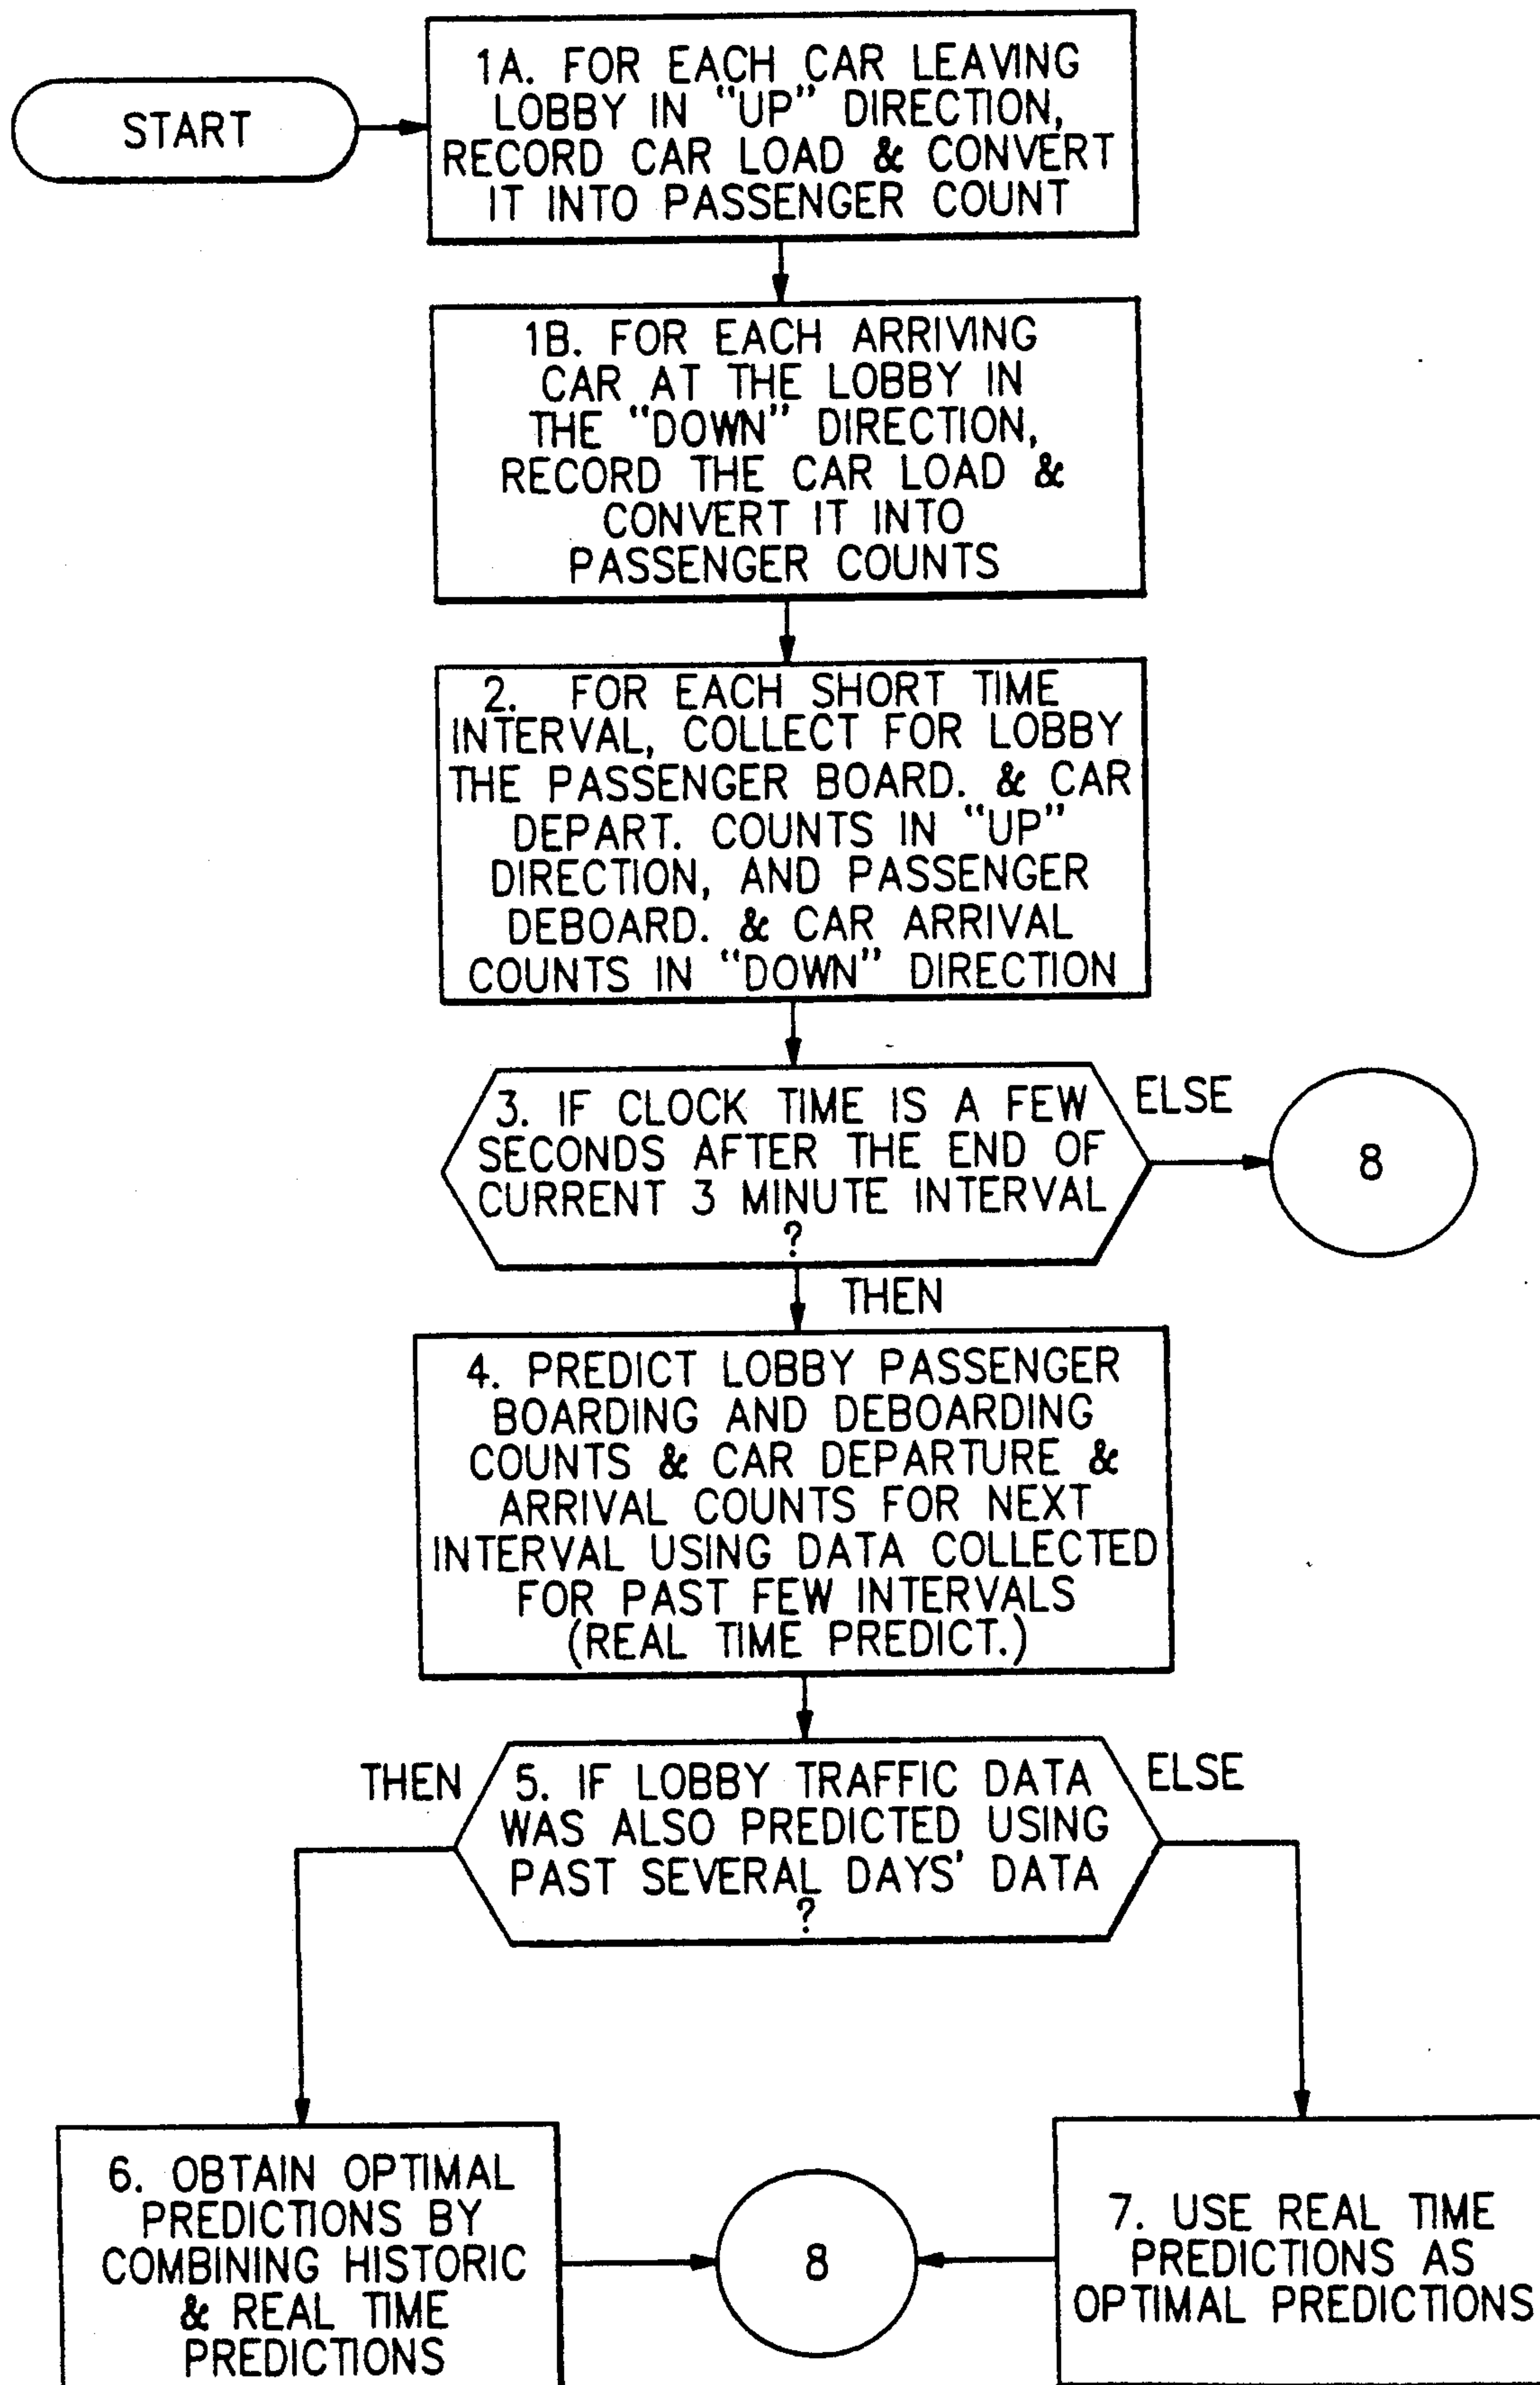 START
1A. FOR EACH CAR LEAVING
LOBBY IN "UP" DIRECTION,
RECORD CAR LOAD & CONVERT
IT INTO PASSENGER COUNT
1B. FOR EACH ARRIVING
CAR AT THE LOBBY IN
THE "DOWN" DIRECTION,
RECORD THE CAR LOAD &
CONVERT IT INTO
PASSENGER COUNTS
2. FOR EACH SHORT TIME
INTERVAL, COLLECT FOR LOBBY
THE PASSENGER BOARD. & CAR
DEPART. COUNTS IN "UP"
DIRECTION, AND PASSENGER
DEBOARD. & CAR ARRIVAL
COUNTS IN "DOWN" DIRECTION
3. IF CLOCK TIME IS A FEW
SECONDS AFTER THE END OF
CURRENT 3 MINUTE INTERVAL
?
ELSE
8
THEN
4. PREDICT LOBBY PASSENGER
BOARDING AND DEBOARDING
COUNTS & CAR DEPARTURE &
ARRIVAL COUNTS FOR NEXT
INTERVAL USING DATA COLLECTED
FOR PAST FEW INTERVALS
(REAL TIME PREDICT.)
THEN
5. IF LOBBY TRAFFIC DATA
WAS ALSO PREDICTED USING
PAST SEVERAL DAYS' DATA
?
ELSE
6. OBTAIN OPTIMAL
PREDICTIONS BY
COMBINING HISTORIC
& REAL TIME
PREDICTIONS
8
7. USE REAL TIME
PREDICTIONS AS
OPTIMAL PREDICTIONS